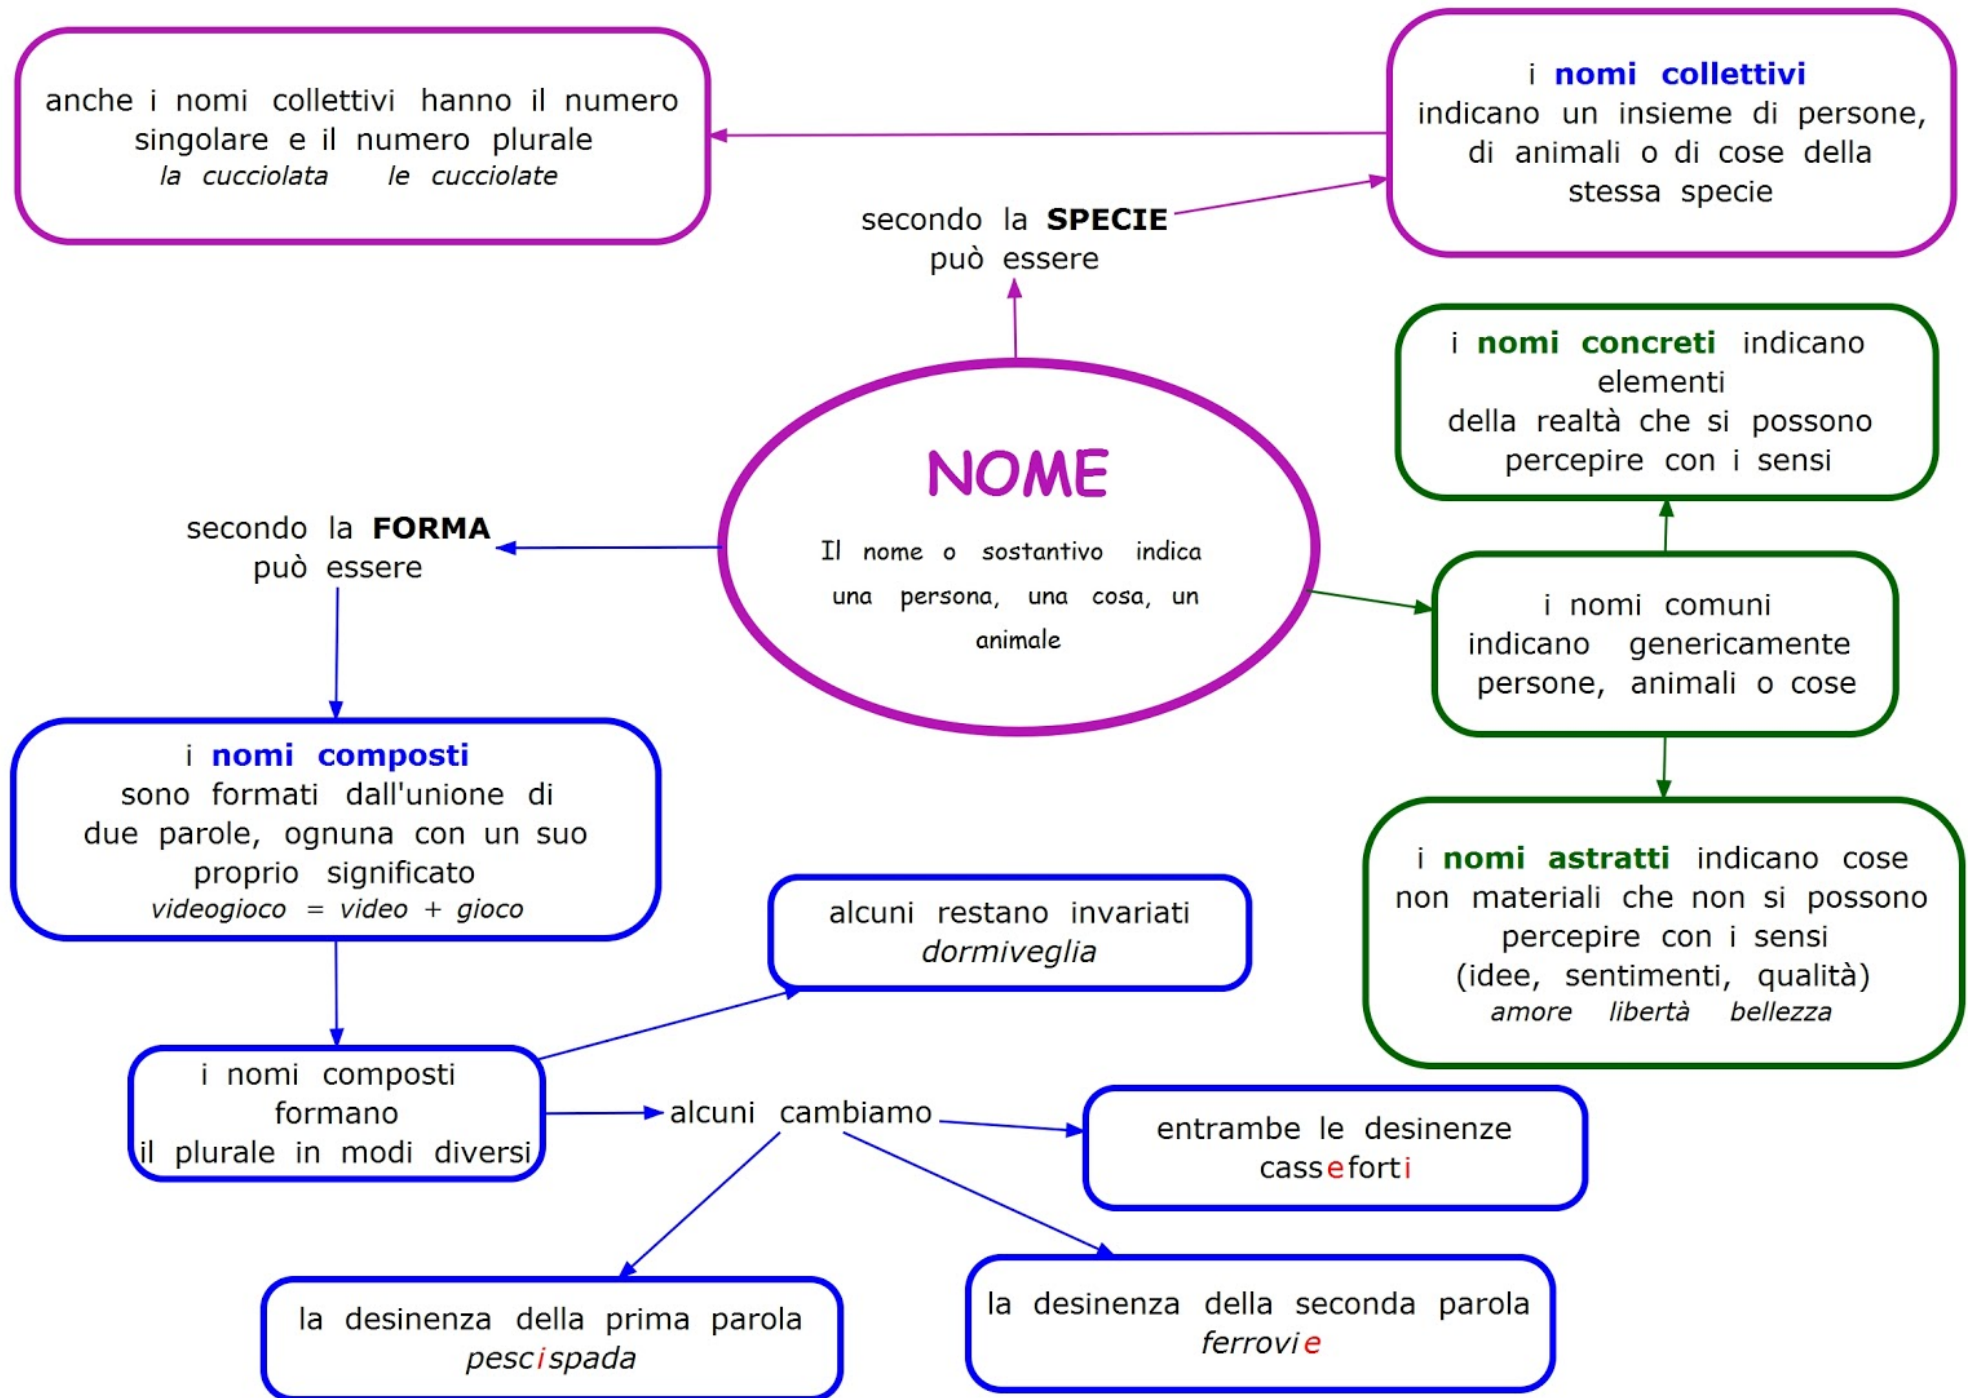 anche i nomi collettivi hanno il numero
singolare e il numero plurale
la cucciolata le cucciolate
i nomi collettivi
indicano un insieme di persone,
di animali o di cose della
stessa specie
secondo la SPECIE
può essere
i nomi concreti indicano
elementi
della realtà che si possono
percepire con i sensi
NOME
Il nome o sostantivo indica
una persona, una cosa, un
animale
secondo la FORMA
può essere
i nomi comuni
indicano genericamente
persone, animali o cose
i nomi composti
sono formati dall'unione di
due parole, ognuna con un suo
proprio significato
videogioco = video + gioco
i nomi astratti indicano cose
non materiali che non si possono
percepire con i sensi
(idee, sentimenti, qualità)
amore libertà bellezza
alcuni restano invariati
dormiveglia
i nomi composti
formano
il plurale in modi diversi
alcuni cambiamo
entrambe le desinenze
casseforti
la desinenza della prima parola
pescispada
la desinenza della seconda parola
ferrovie